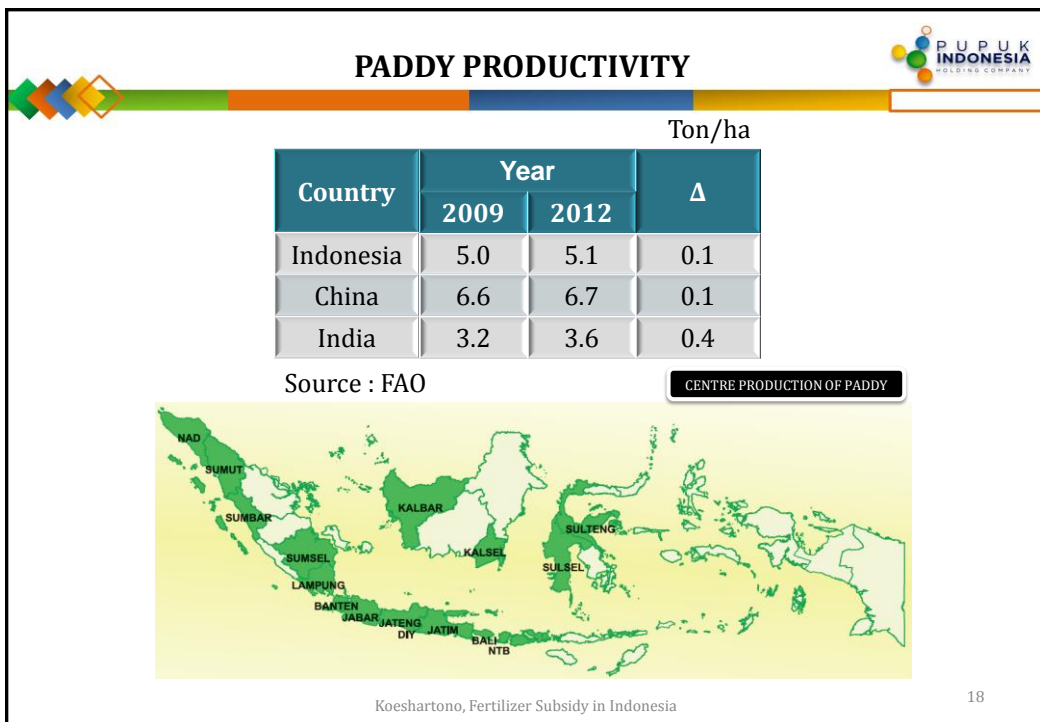 PADDY PRODUCTIVITY
PUPUK
INDONESIA
HOLDING COMPANY
Ton/ha
Country Year Δ
2009 2012
Indonesia 5.0 5.1 0.1
China 6.6 6.7 0.1
India 3.2 3.6 0.4
Source : FAO
CENTRE PRODUCTION OF PADDY
NAD
SUMUT
SUMBAR
SUMSEL
LAMPUNG
BANTEN
JABAR
JATENG
DIY
JATIM
BALI
NTB
KALBAR
KALSEL
SULTENG
SULSEL
Koeshartono, Fertilizer Subsidy in Indonesia
18